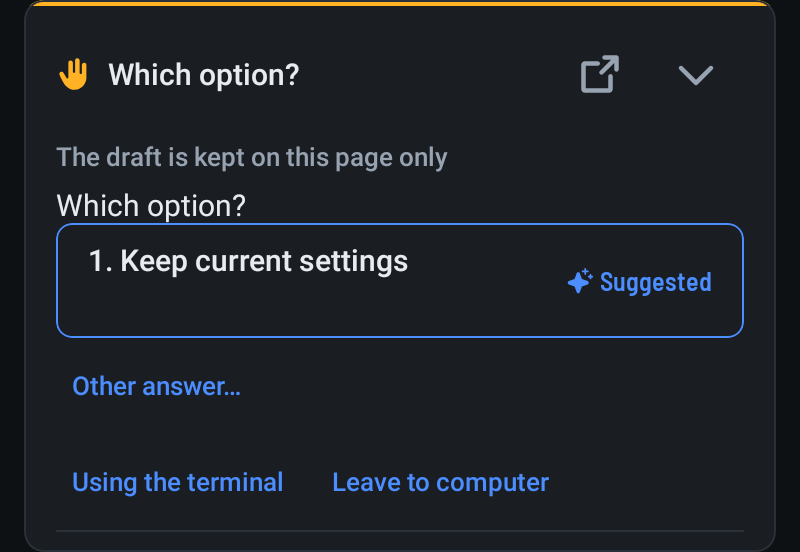 Which option?
The draft is kept on this page only
Which option?
1. Keep current settings
Suggested
Other answer…
Using the terminal
Leave to computer